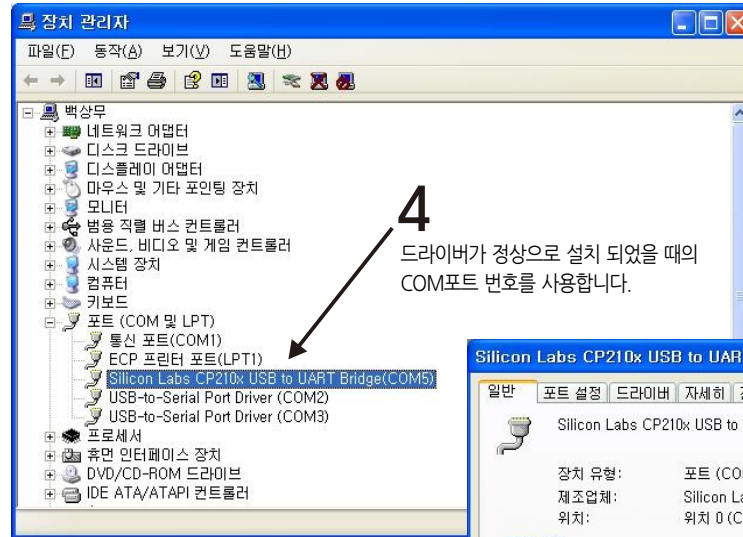 장치 관리자
파일(F) 동작(A) 보기(V) 도움말(H)
백상무
네트워크 어댑터
디스크 드라이브
디스플레이 어댑터
마우스 및 기타 포인팅 장치
모니터
범용 직렬 버스 컨트롤러
사운드, 비디오 및 게임 컨트롤러
시스템 장치
컴퓨터
키보드
포트 (COM 및 LPT)
통신 포트(COM1)
ECP 프린터 포트(LPT1)
Silicon Labs CP210x USB to UART Bridge(COM5)
USB-to-Serial Port Driver (COM2)
USB-to-Serial Port Driver (COM3)
프로세서
휴먼 인터페이스 장치
DVD/CD-ROM 드라이브
IDE ATA/ATAPI 컨트롤러
4
드라이버가 정상으로 설치 되었을 때의
COM포트 번호를 사용합니다.
Silicon Labs CP210x USB to UAR
일반 포트 설정 드라이버 자세히
Silicon Labs CP210x USB to
장치 유형: 포트 (CO
제조업체: Silicon La
위치: 위치 0 (C